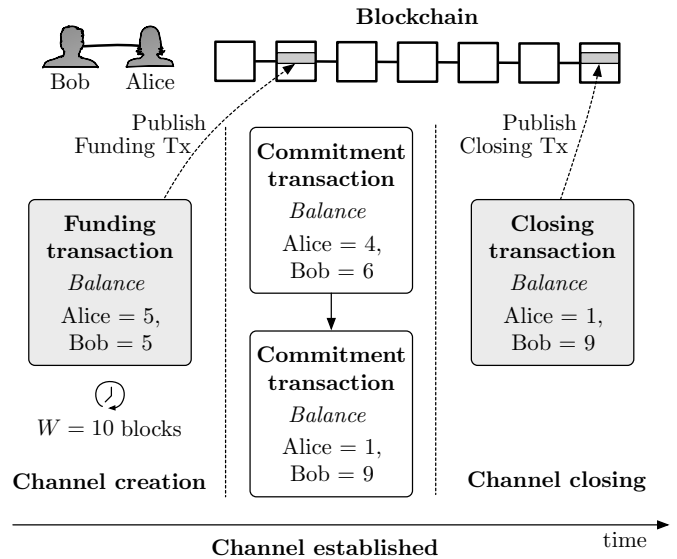 Blockchain
Bob
Alice
Publish
Funding Tx
Publish
Closing Tx
Funding
transaction
Balance
Alice = 5,
Bob = 5
W = 10 blocks
Channel creation
Commitment
transaction
Balance
Alice = 4,
Bob = 6
Commitment
transaction
Balance
Alice = 1,
Bob = 9
Closing
transaction
Balance
Alice = 1,
Bob = 9
Channel closing
Channel established
time